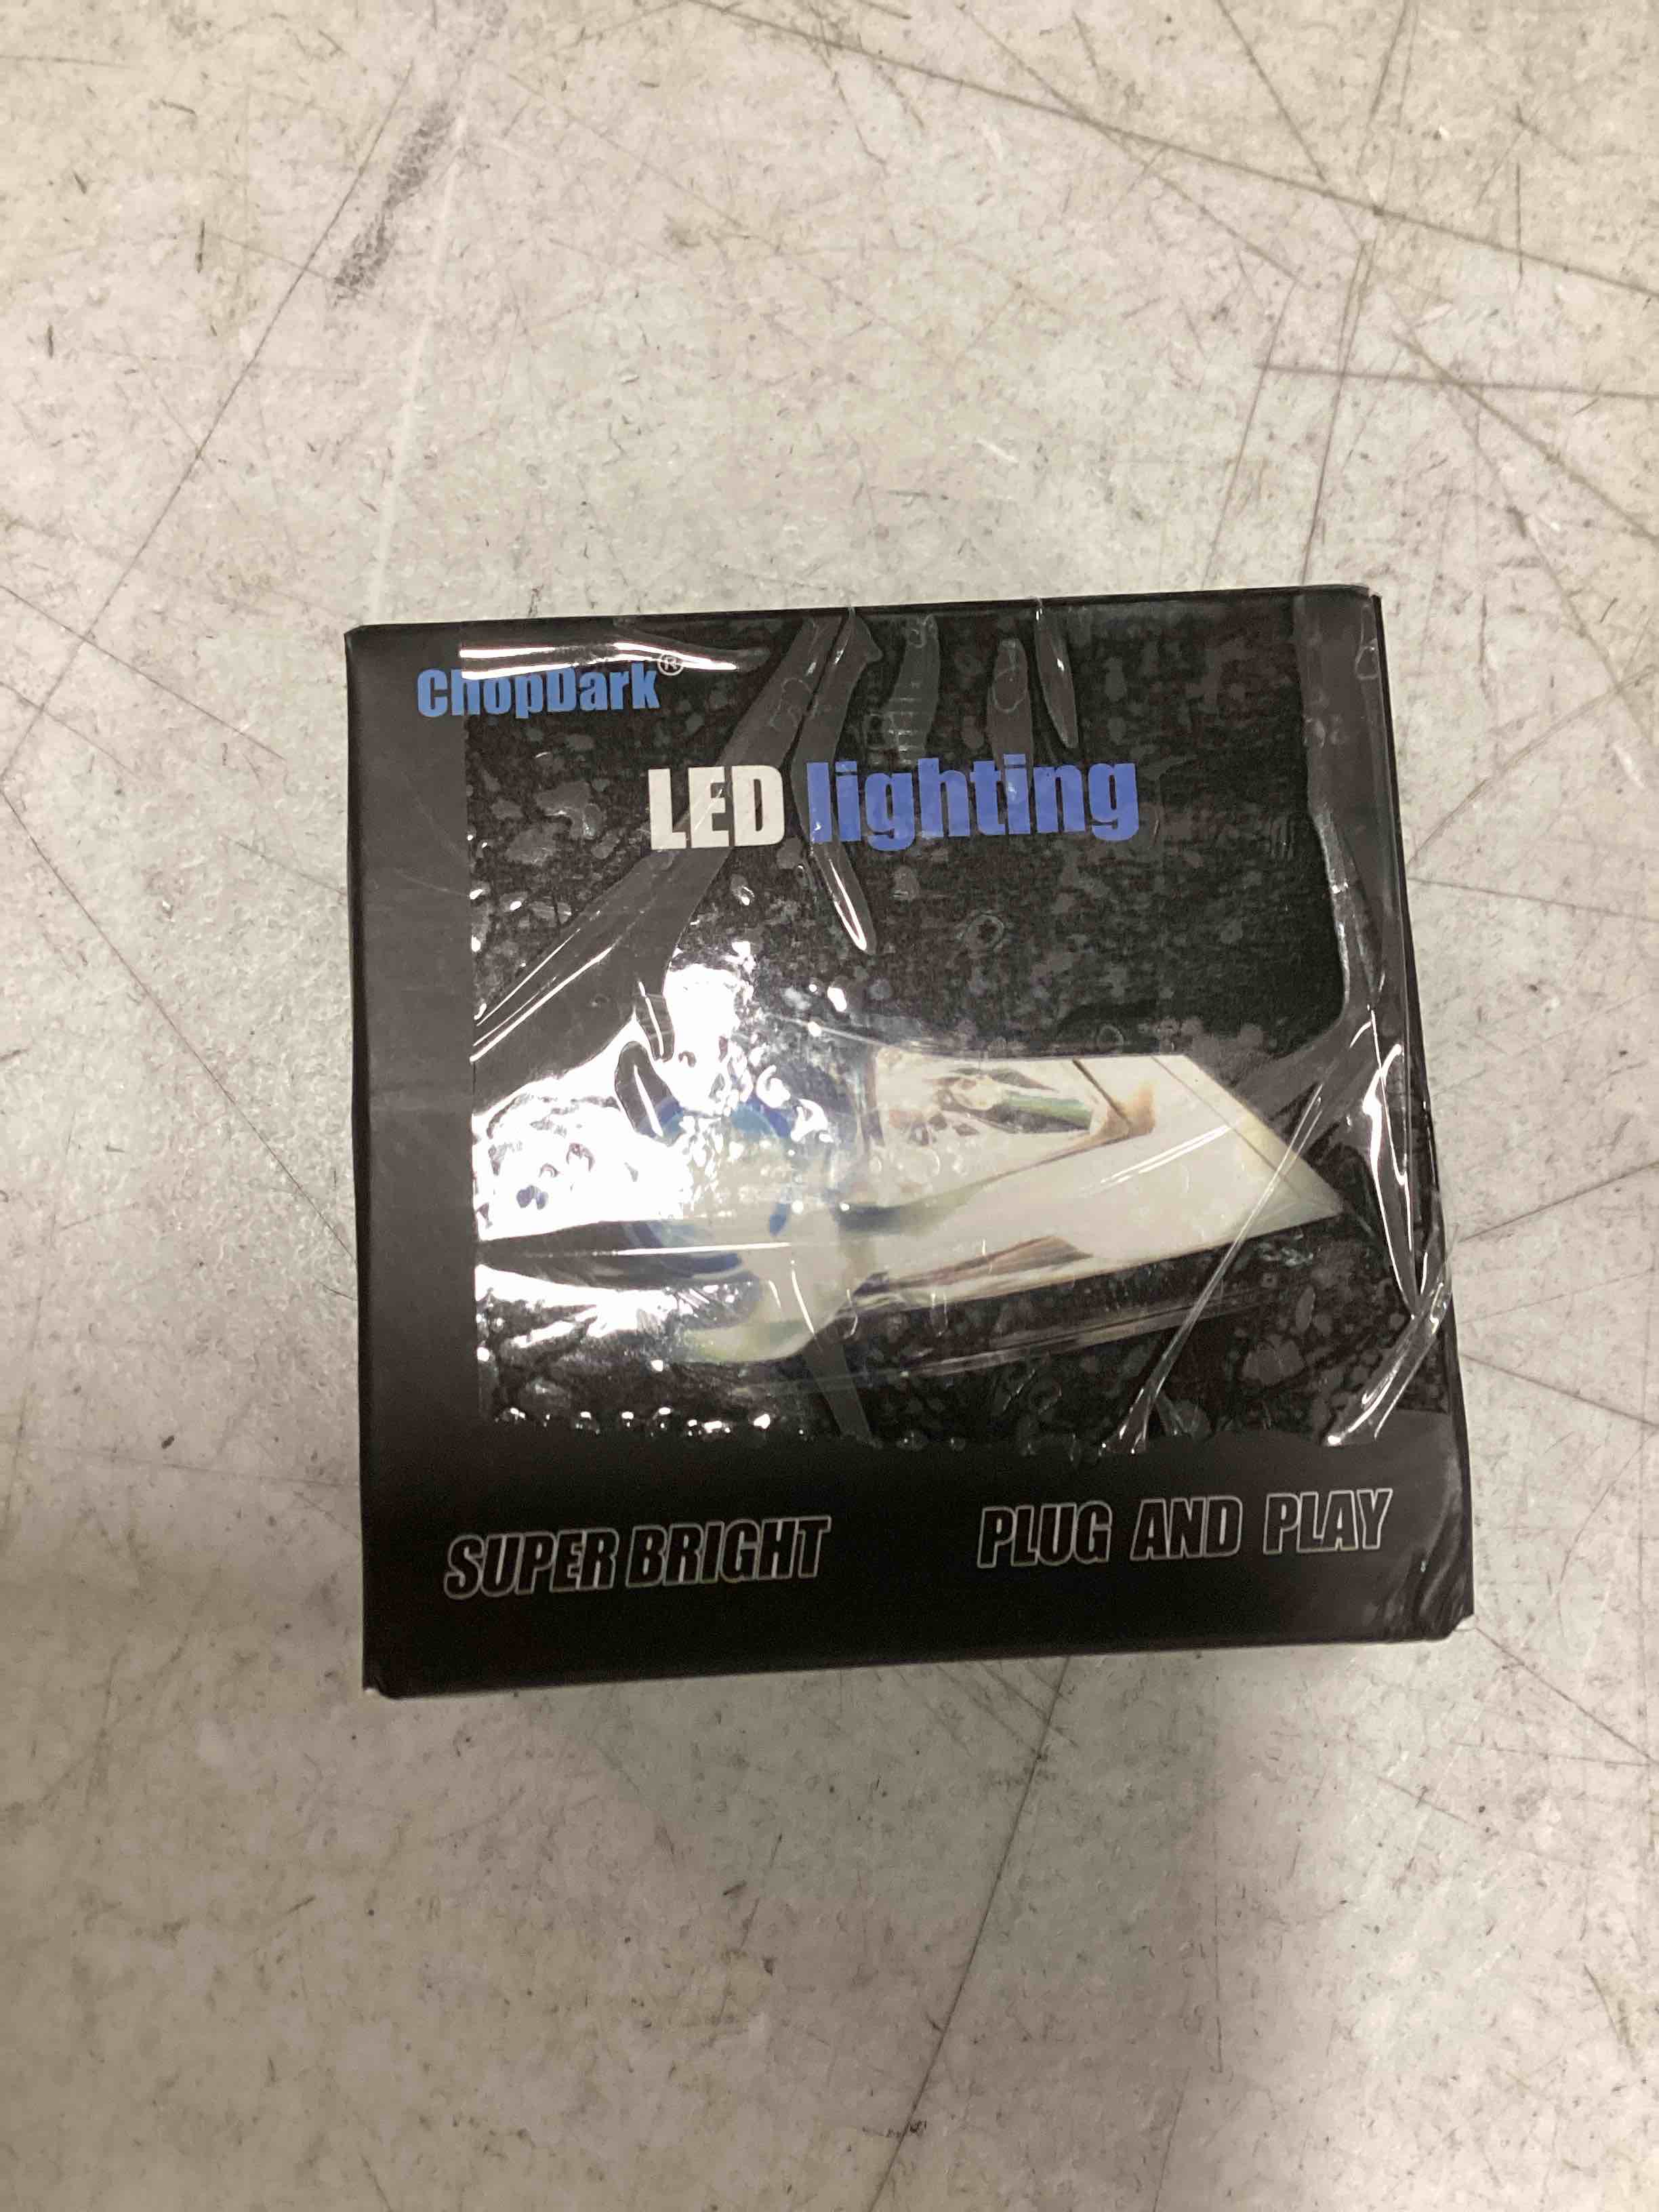 ChopDark®
LED lighting
SUPER BRIGHT
PLUG AND PLAY